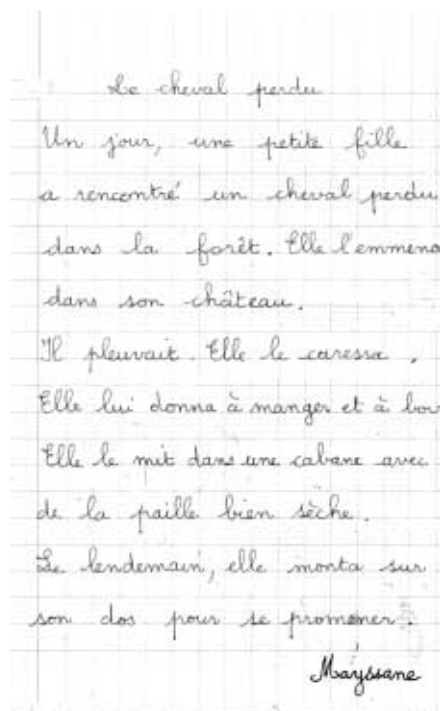 Le cheval perdu
Un jour, une petite fille
a rencontré un cheval perdu
dans la forêt. Elle l'emmena
dans son château.
Il pleuvait. Elle le caressa.
Elle lui donna à manger et à boi
Elle le mit dans une cabane avec
de la paille bien sèche.
Le lendemain, elle monta sur
son dos pour se promener.
Mayssane